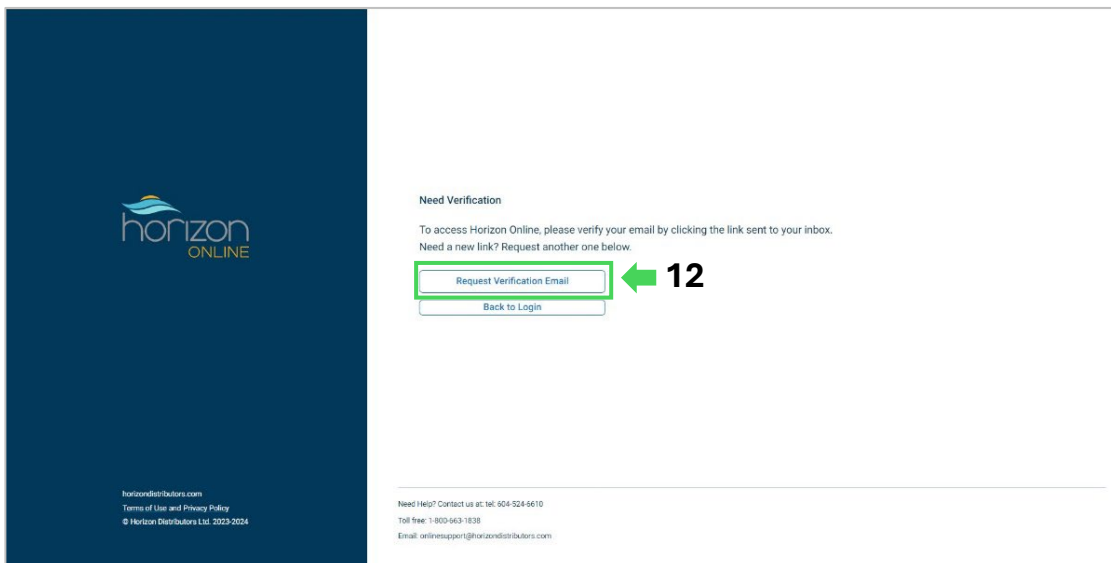 horizon
ONLINE
Need Verification
To access Horizon Online, please verify your email by clicking the link sent to your inbox.
Need a new link? Request another one below.
Request Verification Email
12
Back to Login
horizondistributors.com
Terms of Use and Privacy Policy
© Horizon Distributors Ltd. 2023-2024
Need Help? Contact us at: tel: 604-524-6610
Toll free: 1-800-663-1838
Email: onlinesupport@horizondistributors.com